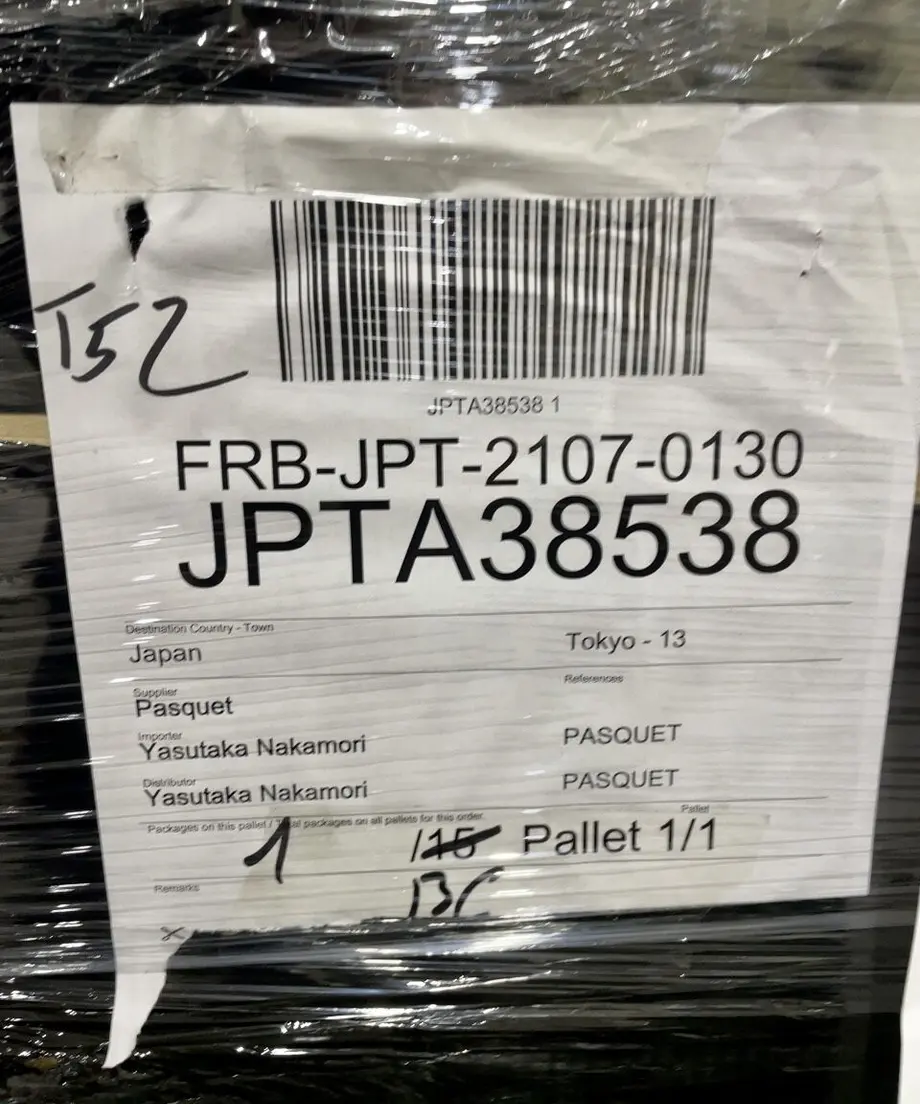 T52
JPTA38538 1
FRB-JPT-2107-0130
JPTA38538
Destination Country - Town
Japan
Tokyo - 13
Supplier
Pasquet
References
Importer
Yasutaka Nakamori
PASQUET
Distributor
Yasutaka Nakamori
PASQUET
Packages on this pallet / Total packages on all pallets for this order.
Pallet
1
/15
Pallet 1/1
Remarks